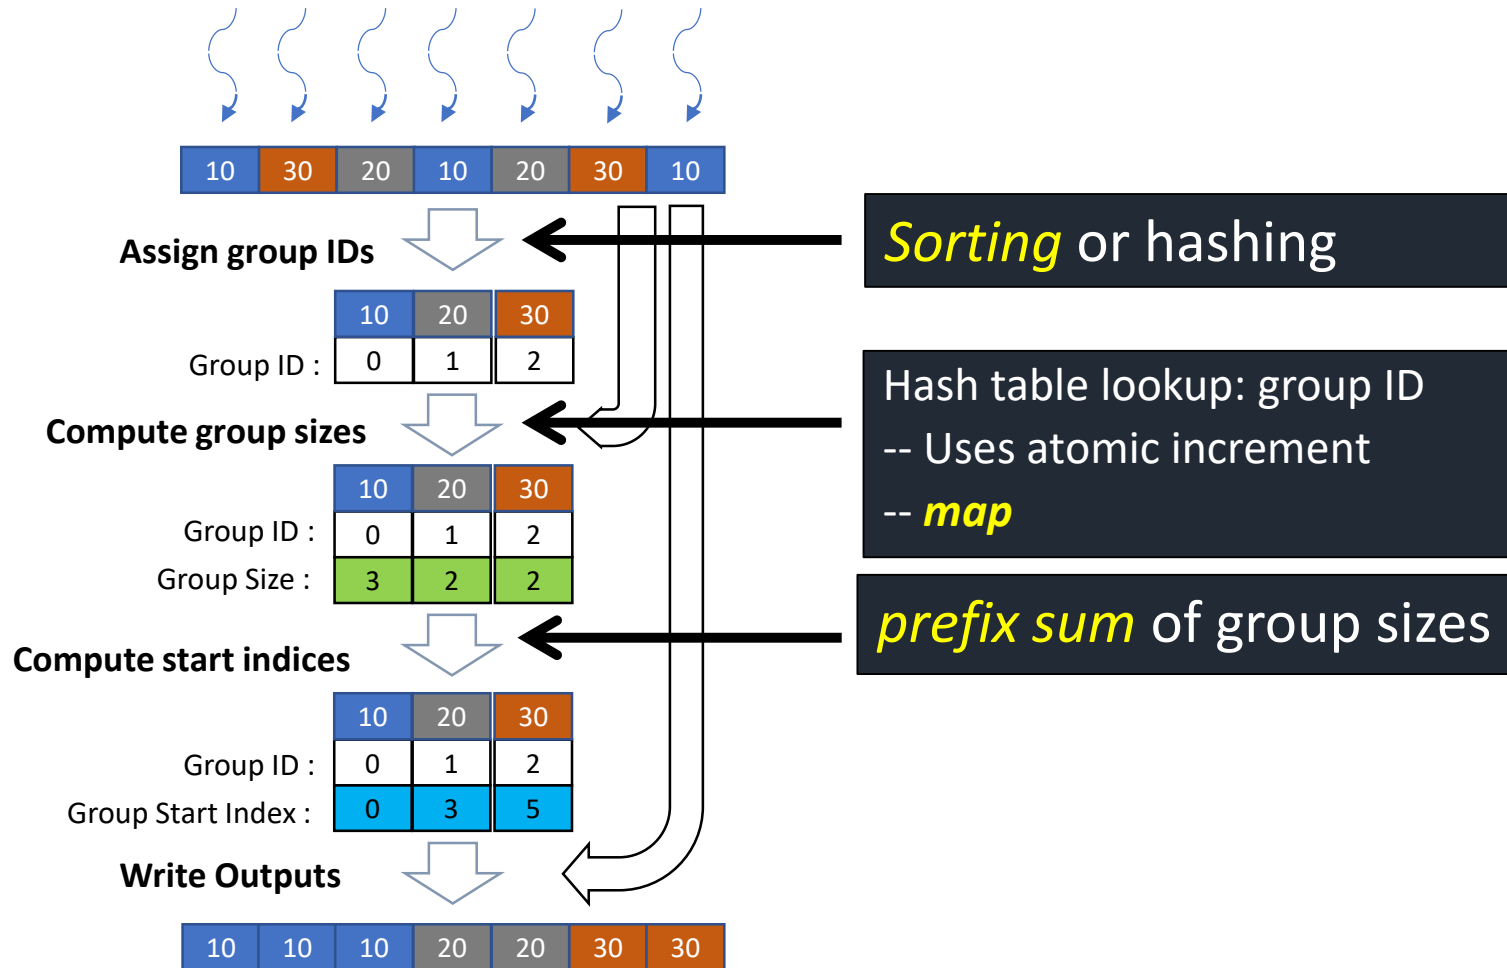 10 30 20 10 20 30 10
Assign group IDs
Sorting or hashing
10 20 30
Group ID : 0 1 2
Compute group sizes
Hash table lookup: group ID
-- Uses atomic increment
-- map
10 20 30
Group ID : 0 1 2
Group Size : 3 2 2
Compute start indices
prefix sum of group sizes
10 20 30
Group ID : 0 1 2
Group Start Index : 0 3 5
Write Outputs
10 10 10 20 20 30 30